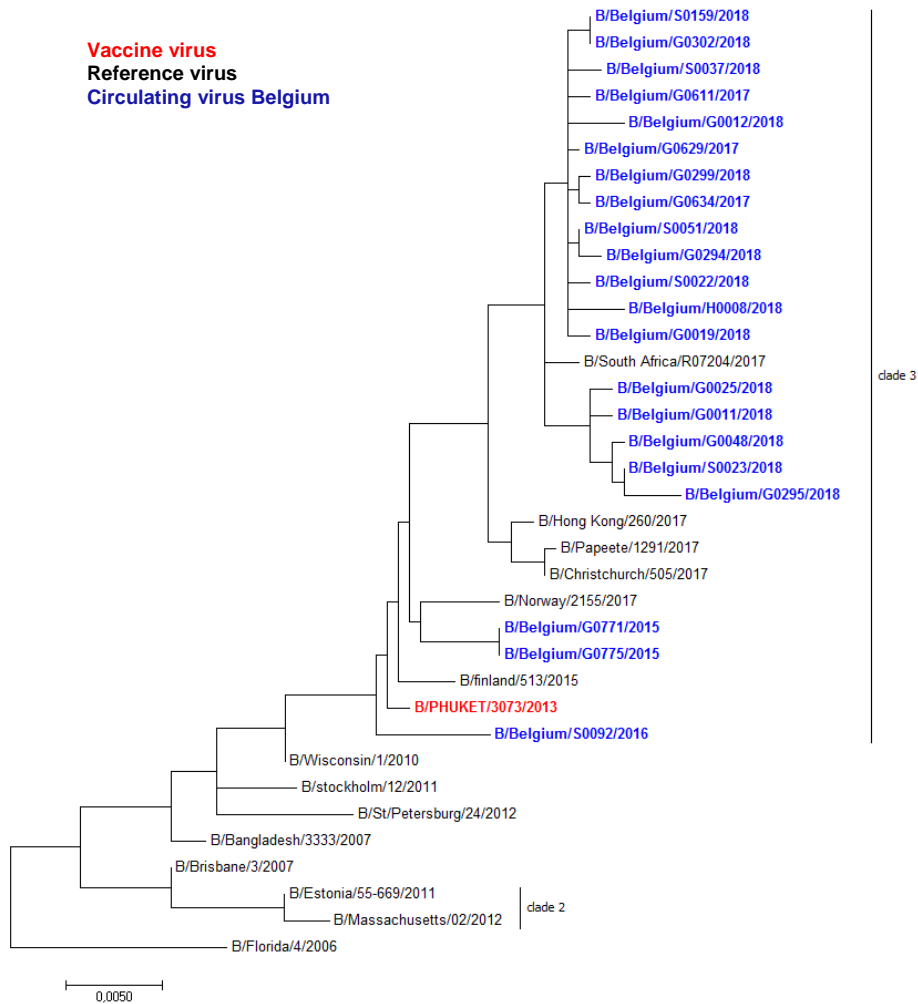 Vaccine virus
Reference virus
Circulating virus Belgium
B/Belgium/S0159/2018
B/Belgium/G0302/2018
B/Belgium/S0037/2018
B/Belgium/G0611/2017
B/Belgium/G0012/2018
B/Belgium/G0629/2017
B/Belgium/G0299/2018
B/Belgium/G0634/2017
B/Belgium/S0051/2018
B/Belgium/G0294/2018
B/Belgium/S0022/2018
B/Belgium/H0008/2018
B/Belgium/G0019/2018
B/South Africa/R07204/2017
clade 3
B/Belgium/G0025/2018
B/Belgium/G0011/2018
B/Belgium/G0048/2018
B/Belgium/S0023/2018
B/Belgium/G0295/2018
B/Hong Kong/260/2017
B/Papeete/1291/2017
B/Christchurch/505/2017
B/Norway/2155/2017
B/Belgium/G0771/2015
B/Belgium/G0775/2015
B/finland/513/2015
B/PHUKET/3073/2013
B/Belgium/S0092/2016
B/Wisconsin/1/2010
B/stockholm/12/2011
B/St/Petersburg/24/2012
B/Bangladesh/3333/2007
B/Brisbane/3/2007
B/Estonia/55-669/2011
clade 2
B/Massachusetts/02/2012
B/Florida/4/2006
0,0050